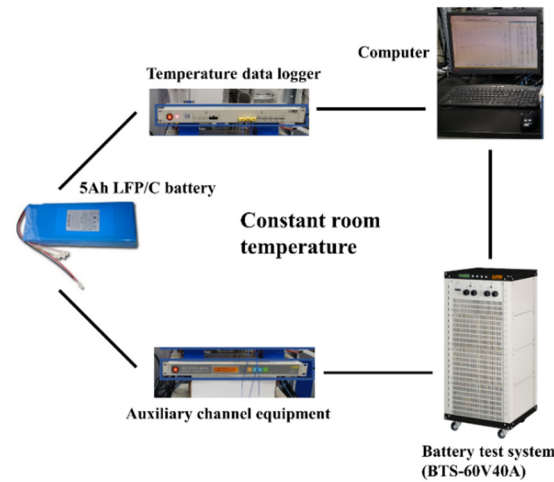 Computer
Temperature data logger
5Ah LFP/C battery
Constant room
temperature
Auxiliary channel equipment
Battery test system
(BTS-60V40A)